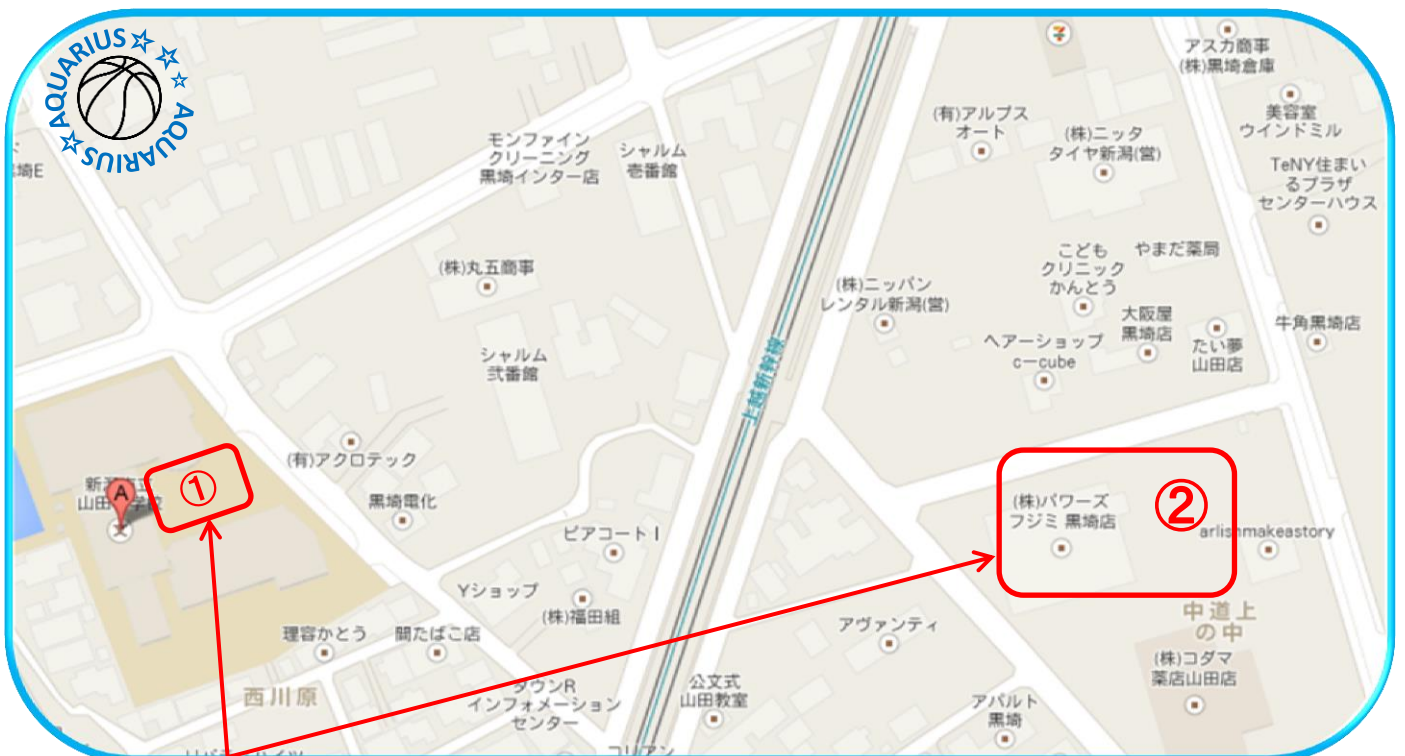 AQUARIUS☆☆☆☆AQUARIUS☆
埼E
モンファイン
クリーニング
黒埼インター店
シャルム
壱番館
(有)アルプス
オート
(株)ニッタ
タイヤ新潟(営)
アスカ商事
(株)黒埼倉庫
美容室
ウインドミル
TeNY住まい
るプラザ
センターハウス
(株)丸五商事
シャルム
弐番館
上越新幹線
(株)ニッパン
レンタル新潟(営)
こども
クリニック
かんとう
やまだ薬局
ヘアーショップ
c-cube
大阪屋
黒埼店
たい夢
山田店
牛角黒埼店
(有)アクロテック
A
①
黒埼電化
ピアコートI
Yショップ
(株)福田組
(株)パワーズ
フジミ 黒埼店
②
arlishmakeastory
理容かとう
関たばこ店
アヴァンティ
中道上
の中
(株)コダマ
薬店山田店
西川原
タウンR
インフォメーション
センター
公文式
山田教室
アバルト
黒埼
コリアン